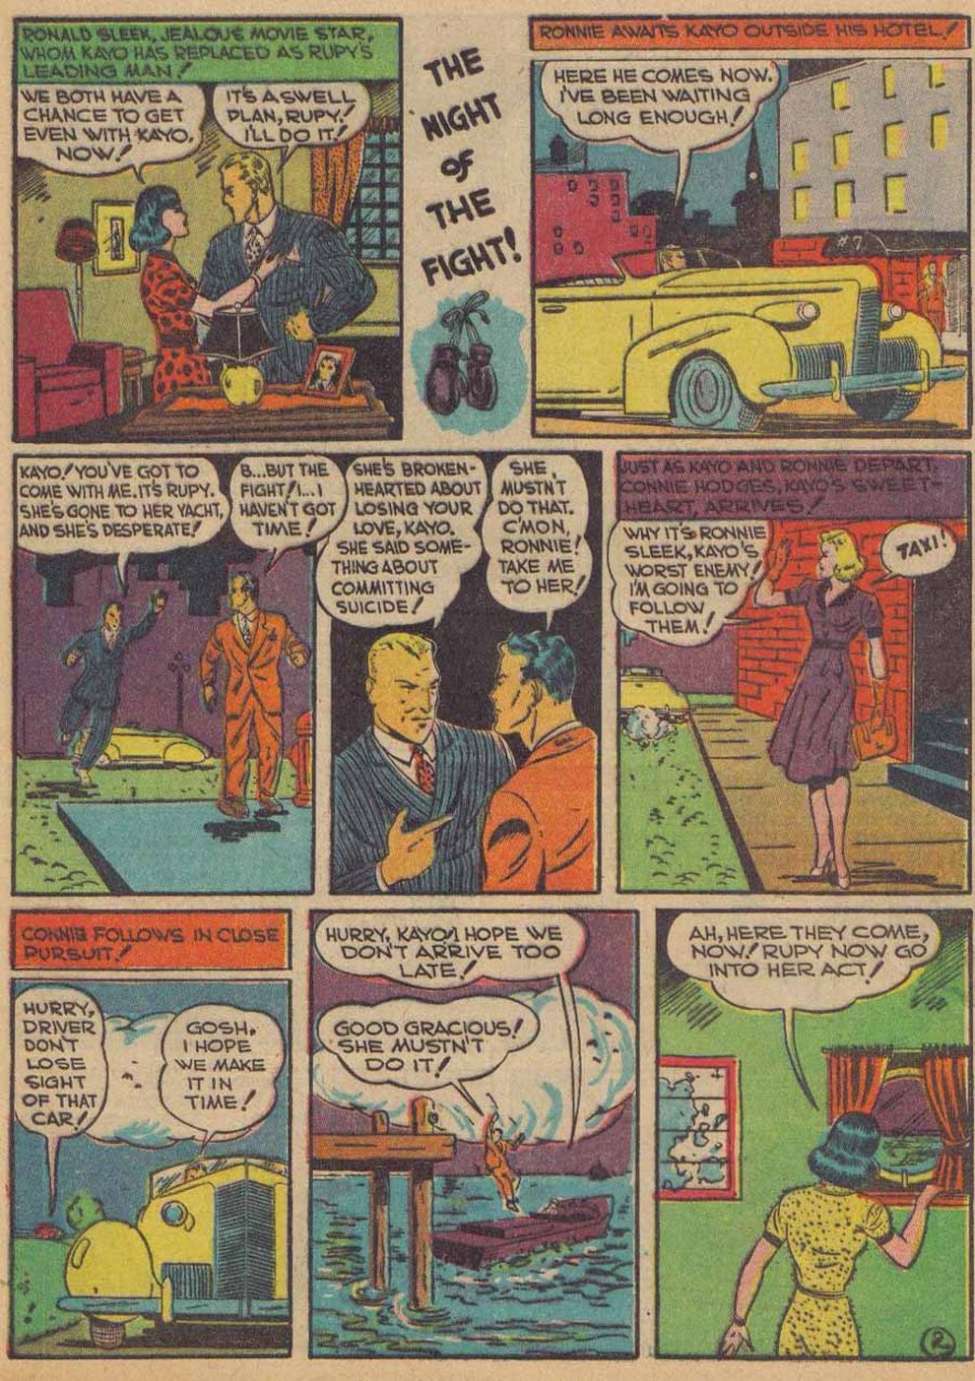 RONALD SLEEK, JEALOUS MOVIE STAR,
WHOM KAYO HAS REPLACED AS RUPY'S
LEADING MAN!
WE BOTH HAVE A
CHANCE TO GET
EVEN WITH KAYO,
NOW!
IT'S A SWELL
PLAN, RUPY!
I'LL DO IT!
THE
NIGHT
OF
THE
FIGHT!
RONNIE AWAITS KAYO OUTSIDE HIS HOTEL!
HERE HE COMES NOW.
I'VE BEEN WAITING
LONG ENOUGH!
#7
KAYO! YOU'VE GOT TO
COME WITH ME. IT'S RUPY.
SHE'S GONE TO HER YACHT,
AND SHE'S DESPERATE!
B...BUT THE
FIGHT! I...I
HAVEN'T GOT
TIME!
SHE'S BROKEN-
HEARTED ABOUT
LOSING YOUR
LOVE, KAYO.
SHE SAID SOME-
THING ABOUT
COMMITTING
SUICIDE!
SHE
MUSTN'T
DO THAT.
C'MON,
RONNIE!
TAKE ME
TO HER!
JUST AS KAYO AND RONNIE DEPART,
CONNIE HODGES, KAYO'S SWEET-
HEART, ARRIVES!
WHY IT'S RONNIE
SLEEK, KAYO'S
WORST ENEMY!
I'M GOING TO
FOLLOW
THEM!
TAXI!
CONNIE FOLLOWS IN CLOSE
PURSUIT!
HURRY,
DRIVER
DON'T
LOSE
SIGHT
OF THAT
CAR!
GOSH,
I HOPE
WE MAKE
IT IN
TIME!
HURRY, KAYO! I HOPE WE
DON'T ARRIVE TOO
LATE!
GOOD GRACIOUS!
SHE MUSTN'T
DO IT!
AH, HERE THEY COME,
NOW! RUPY NOW GO
INTO HER ACT!
2